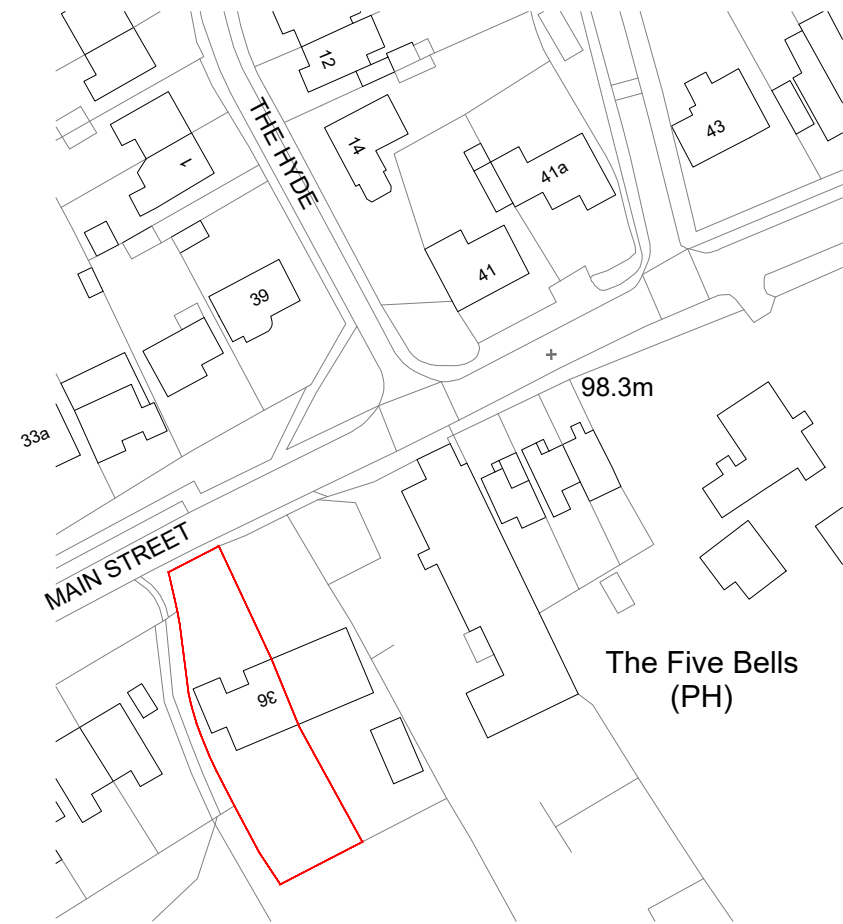 12
THE HYDE
14
1
43
41a
41
39
98.3m
33a
MAIN STREET
36
The Five Bells
(PH)